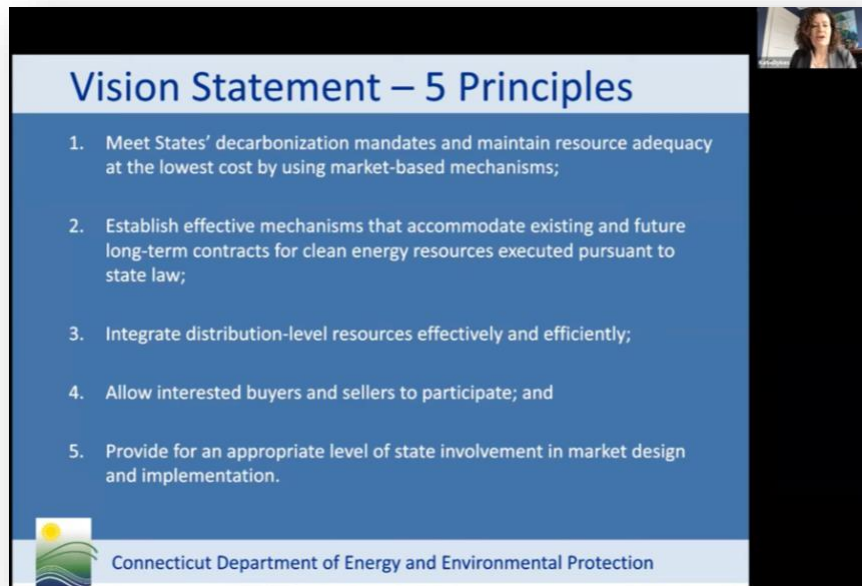 Vision Statement – 5 Principles
1. Meet States' decarbonization mandates and maintain resource adequacy
at the lowest cost by using market-based mechanisms;
2. Establish effective mechanisms that accommodate existing and future
long-term contracts for clean energy resources executed pursuant to
state law;
3. Integrate distribution-level resources effectively and efficiently;
4. Allow interested buyers and sellers to participate; and
5. Provide for an appropriate level of state involvement in market design
and implementation.
Connecticut Department of Energy and Environmental Protection